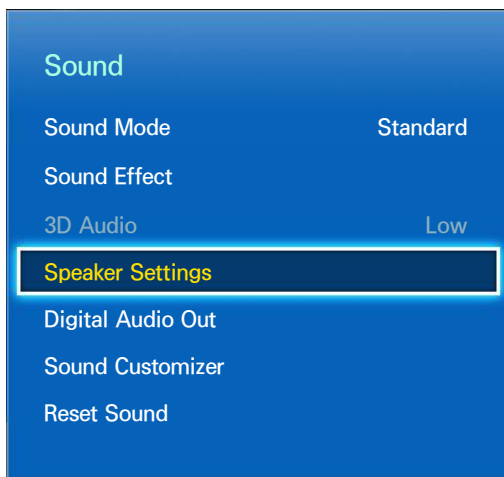 Sound
Sound Mode Standard
Sound Effect
3D Audio Low
Speaker Settings
Digital Audio Out
Sound Customizer
Reset Sound